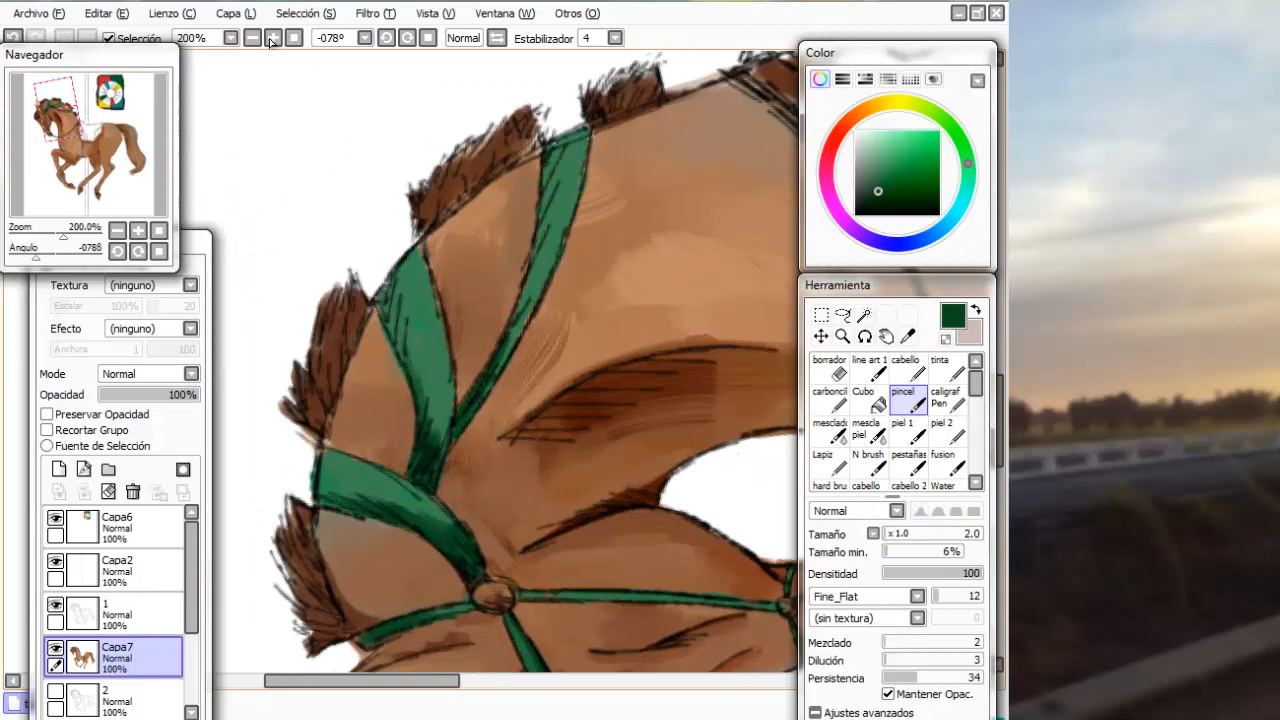 Archivo (F)
Editar (E)
Lienzo (C)
Capa (L)
Selección (S)
Filtro (T)
Vista (V)
Ventana (W)
Otros (O)
Selección
200%
-078º
Normal
Estabilizador
4
Navegador
Zoom
200.0%
Ángulo
-078ß
Textura
(ninguno)
Escalar
100%
20
Efecto
(ninguno)
Anchura
1
100
Mode
Normal
Opacidad
100%
Preservar Opacidad
Recortar Grupo
Fuente de Selección
Capa6
Normal
100%
Capa2
Normal
100%
1
Normal
100%
Capa7
Normal
100%
2
Normal
100%
Color
Herramienta
borrador
line art 1
cabello
tinta
carboncil
Cubo
pincel
caligraf
Pen
mesclado
mescla
piel
piel 1
piel 2
Lapiz
N brush
pestañas
fusion
hard bru
cabello
cabello 2
Water
Normal
Tamaño
x 1.0
2.0
Tamaño min.
6%
Densitidad
100
Fine_Flat
12
(sin textura)
0
Mezclado
2
Dilución
3
Persistencia
34
Mantener Opac.
Ajustes avanzados